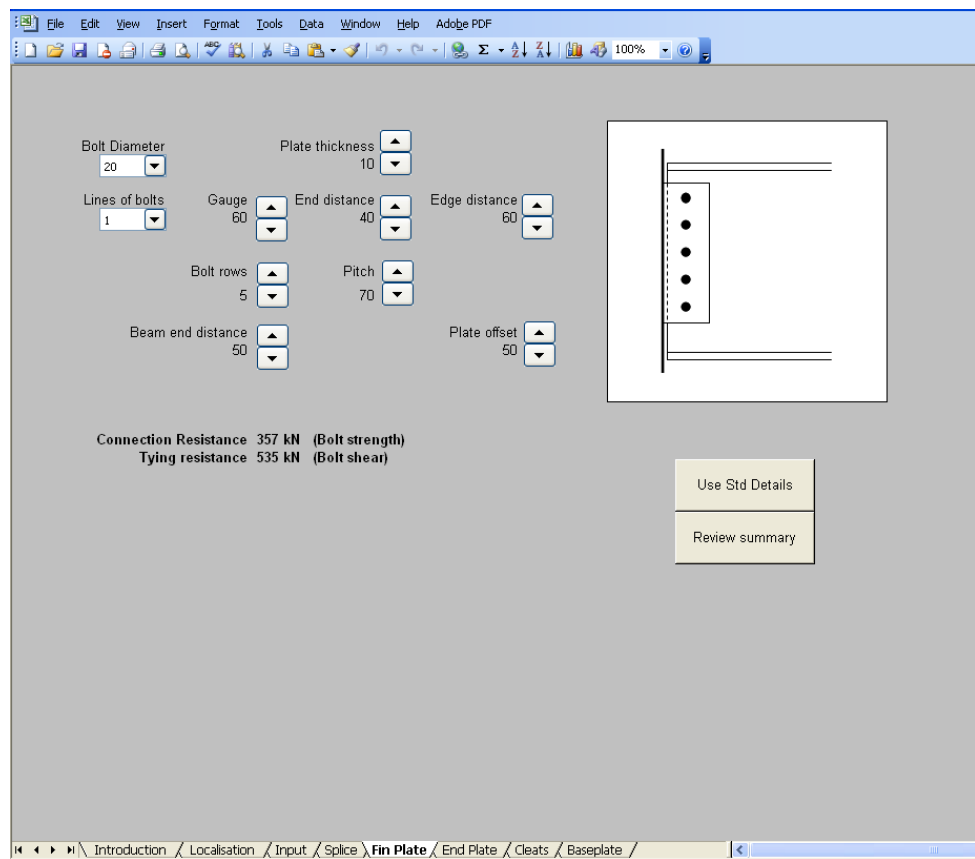 File Edit View Insert Format Tools Data Window Help Adobe PDF
ABC Σ A Z Z A 100%
Bolt Diameter Plate thickness
20 10
Lines of bolts Gauge End distance Edge distance
1 60 40 60
Bolt rows Pitch
5 70
Beam end distance Plate offset
50 50
Connection Resistance 357 kN (Bolt strength)
Tying resistance 535 kN (Bolt shear)
Use Std Details
Review summary
Introduction / Localisation / Input / Splice \ Fin Plate / End Plate / Cleats / Baseplate /